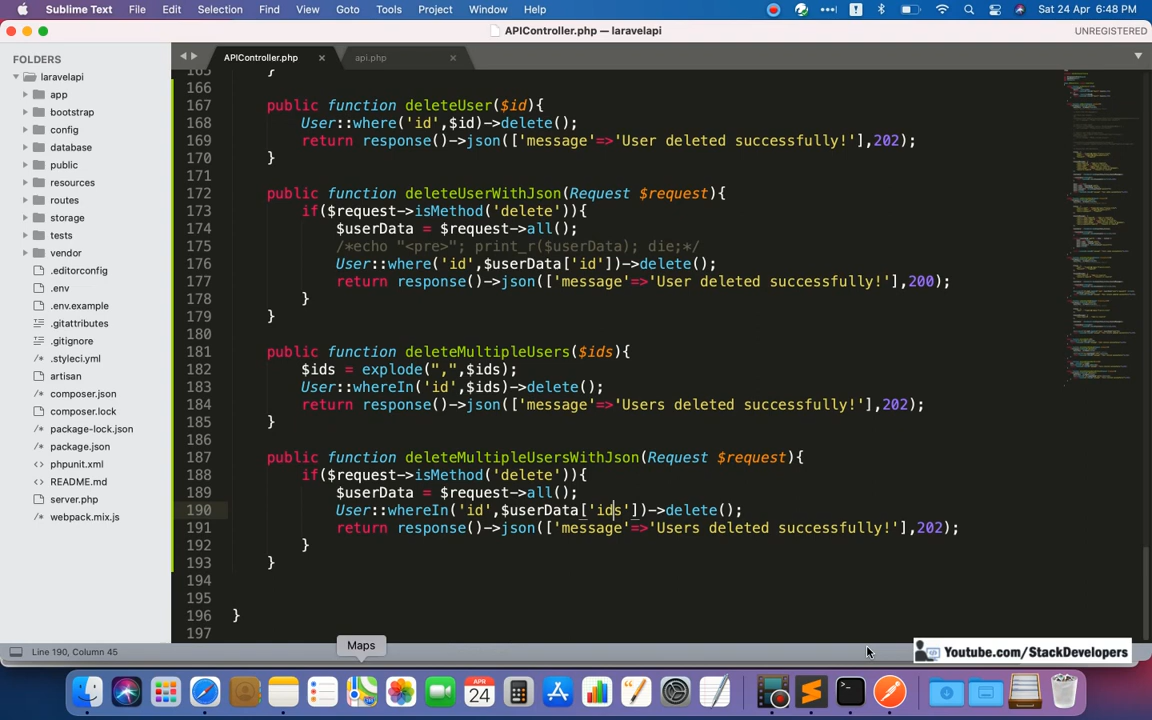 Sublime Text File Edit Selection Find View Goto Tools Project Window Help Sat 24 Apr 6:48 PM
APIController.php — laravelapi UNREGISTERED
FOLDERS
laravelapi
app
bootstrap
config
database
public
resources
routes
storage
tests
vendor
.editorconfig
.env
.env.example
.gitattributes
.gitignore
.styleci.yml
artisan
composer.json
composer.lock
package-lock.json
package.json
phpunit.xml
README.md
server.php
webpack.mix.js
APIController.php × api.php ×
165 }
166
167 public function deleteUser($id){
168 User::where('id',$id)->delete();
169 return response()->json(['message'=>'User deleted successfully!'],202);
170 }
171
172 public function deleteUserWithJson(Request $request){
173 if($request->isMethod('delete')){
174 $userData = $request->all();
175 /*echo "<pre>"; print_r($userData); die;*/
176 User::where('id',$userData['id'])->delete();
177 return response()->json(['message'=>'User deleted successfully!'],200);
178 }
179 }
180
181 public function deleteMultipleUsers($ids){
182 $ids = explode(",",$ids);
183 User::whereIn('id',$ids)->delete();
184 return response()->json(['message'=>'Users deleted successfully!'],202);
185 }
186
187 public function deleteMultipleUsersWithJson(Request $request){
188 if($request->isMethod('delete')){
189 $userData = $request->all();
190 User::whereIn('id',$userData['ids'])->delete();
191 return response()->json(['message'=>'Users deleted successfully!'],202);
192 }
193 }
194
195
196 }
197
Line 190, Column 45
Maps
Youtube.com/StackDevelopers
APR
24